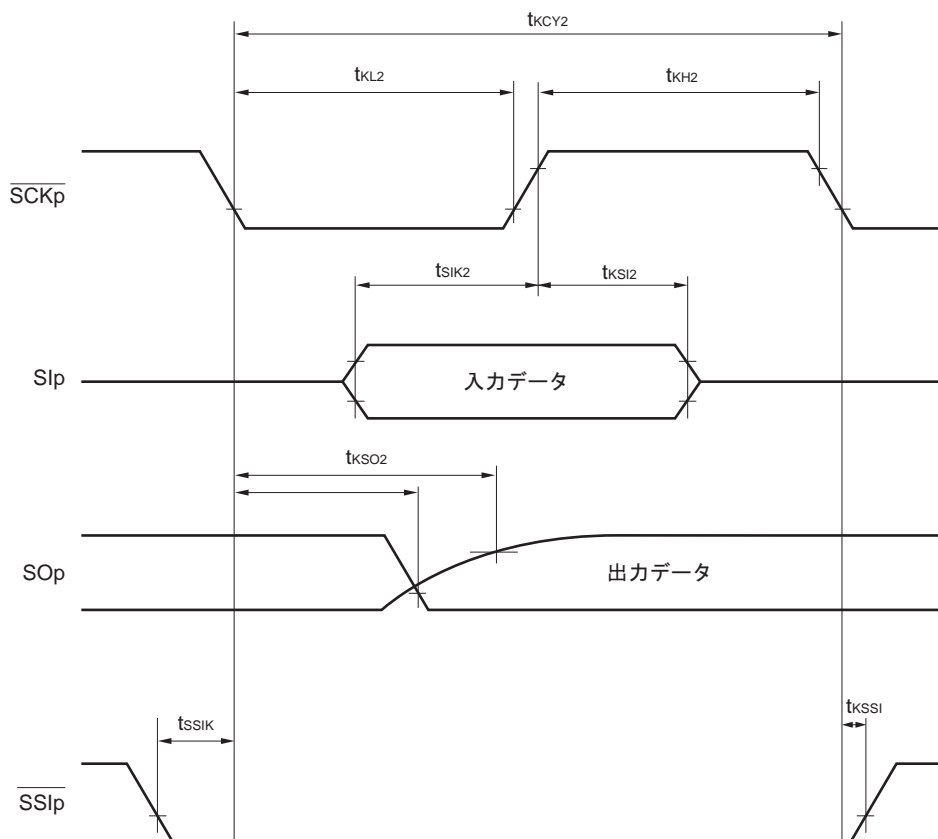 tKCY2
tKL2
tKH2
SCKp
tSIK2
tKSI2
SIp
入力データ
tKSO2
SOp
出力データ
tSSIK
tKSSI
SSIp